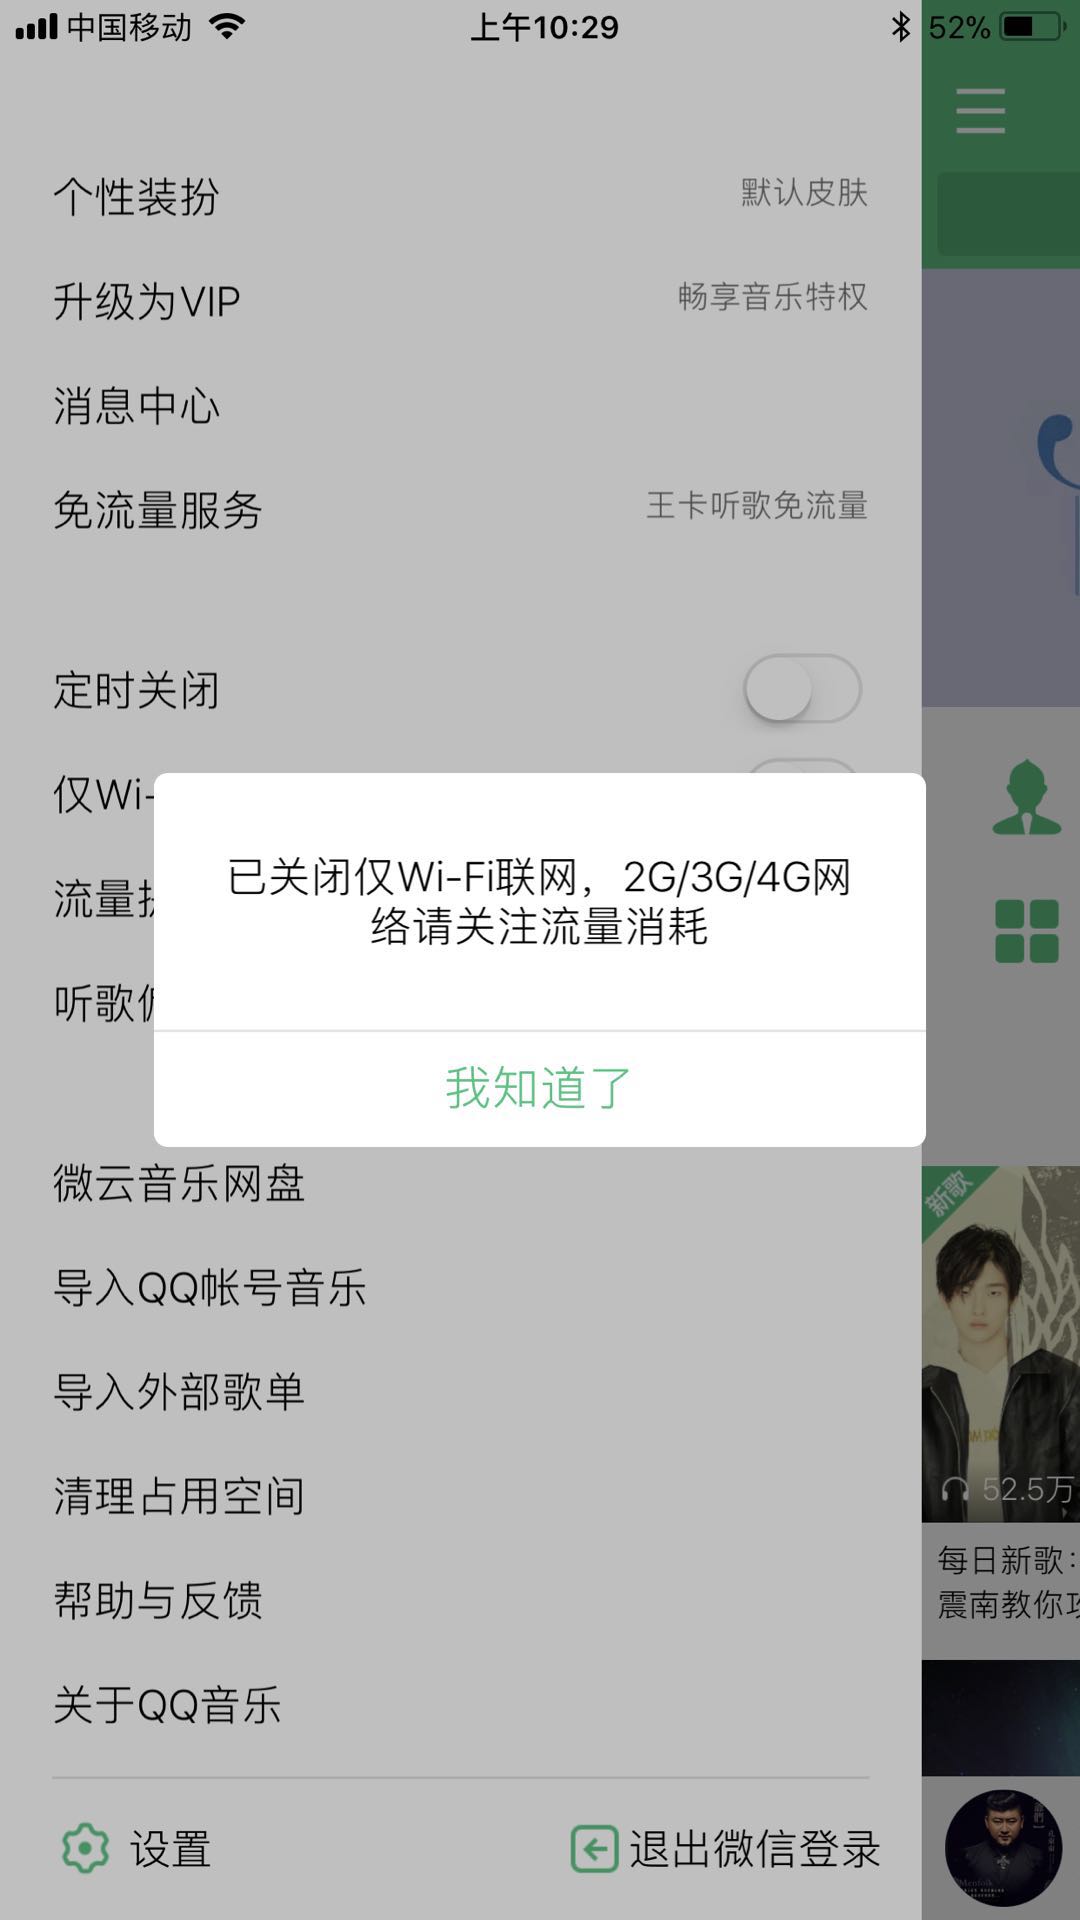 中国移动
上午10:29
52%
个性装扮
默认皮肤
升级为VIP
畅享音乐特权
消息中心
免流量服务
王卡听歌免流量
定时关闭
仅Wi-
流量
听歌
已关闭仅Wi-Fi联网，2G/3G/4G网
络请关注流量消耗
我知道了
微云音乐网盘
导入QQ帐号音乐
导入外部歌单
清理占用空间
帮助与反馈
关于QQ音乐
设置
退出微信登录
新歌
52.5万
每日新歌：
震南教你